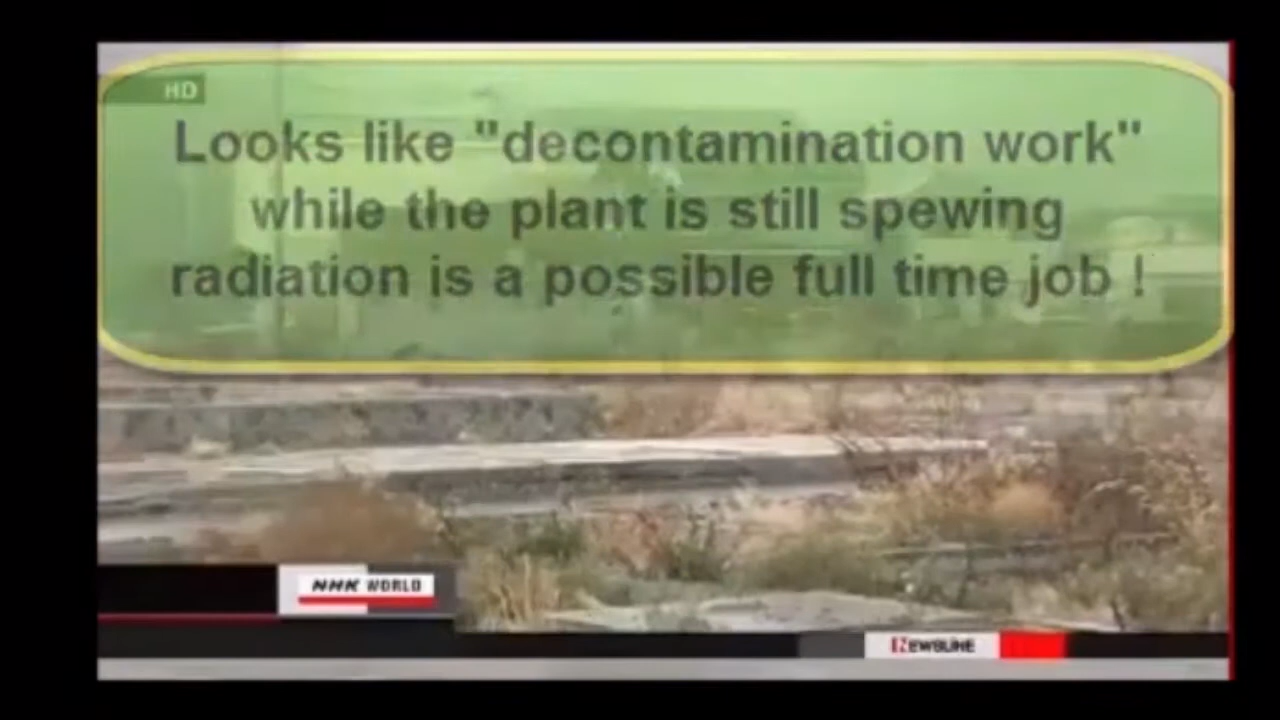 HD
Looks like "decontamination work"
while the plant is still spewing
radiation is a possible full time job !
NHK WORLD
NEWSLINE